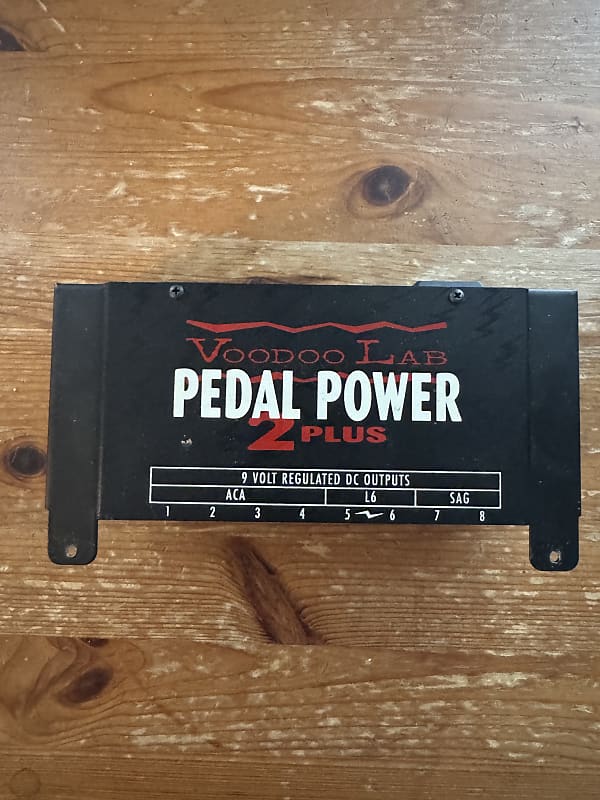 VOODOO LAB
PEDAL POWER
2 PLUS
9 VOLT REGULATED DC OUTPUTS
ACA L6 SAG
1 2 3 4 5 6 7 8